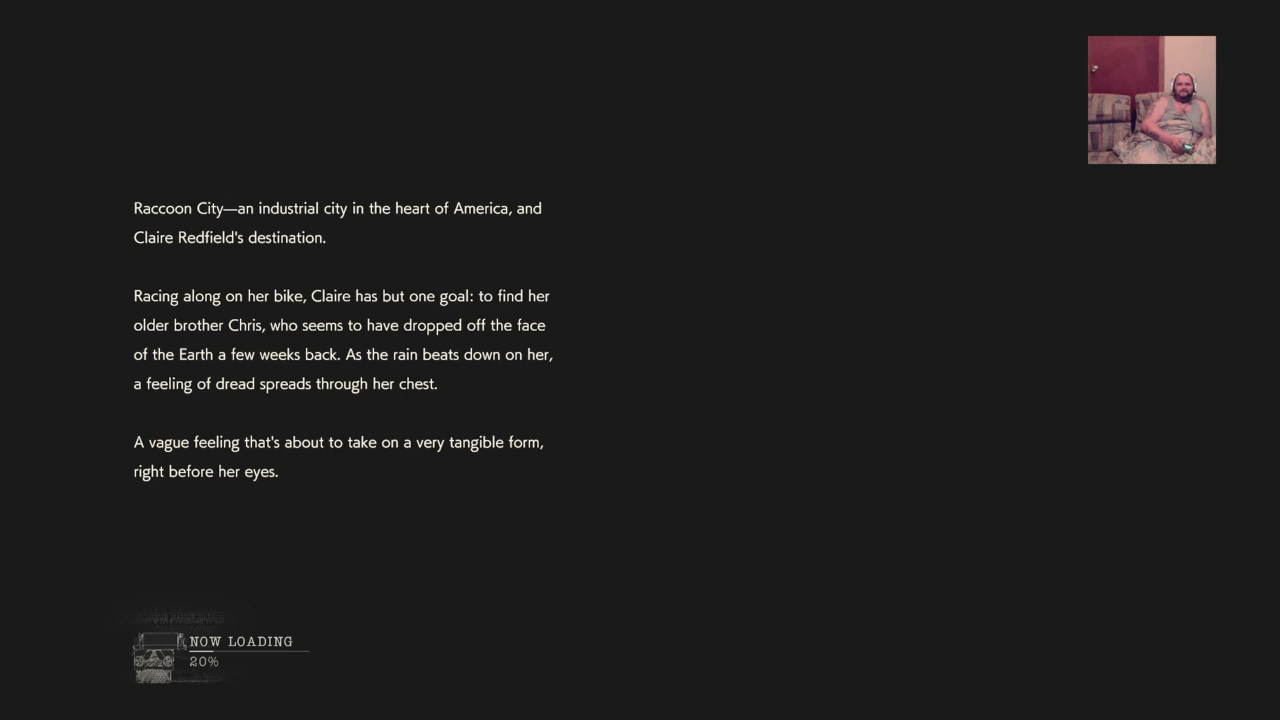 Raccoon City—an industrial city in the heart of America, and
Claire Redfield's destination.
Racing along on her bike, Claire has but one goal: to find her
older brother Chris, who seems to have dropped off the face
of the Earth a few weeks back. As the rain beats down on her,
a feeling of dread spreads through her chest.
A vague feeling that's about to take on a very tangible form,
right before her eyes.
NOW LOADING
20%